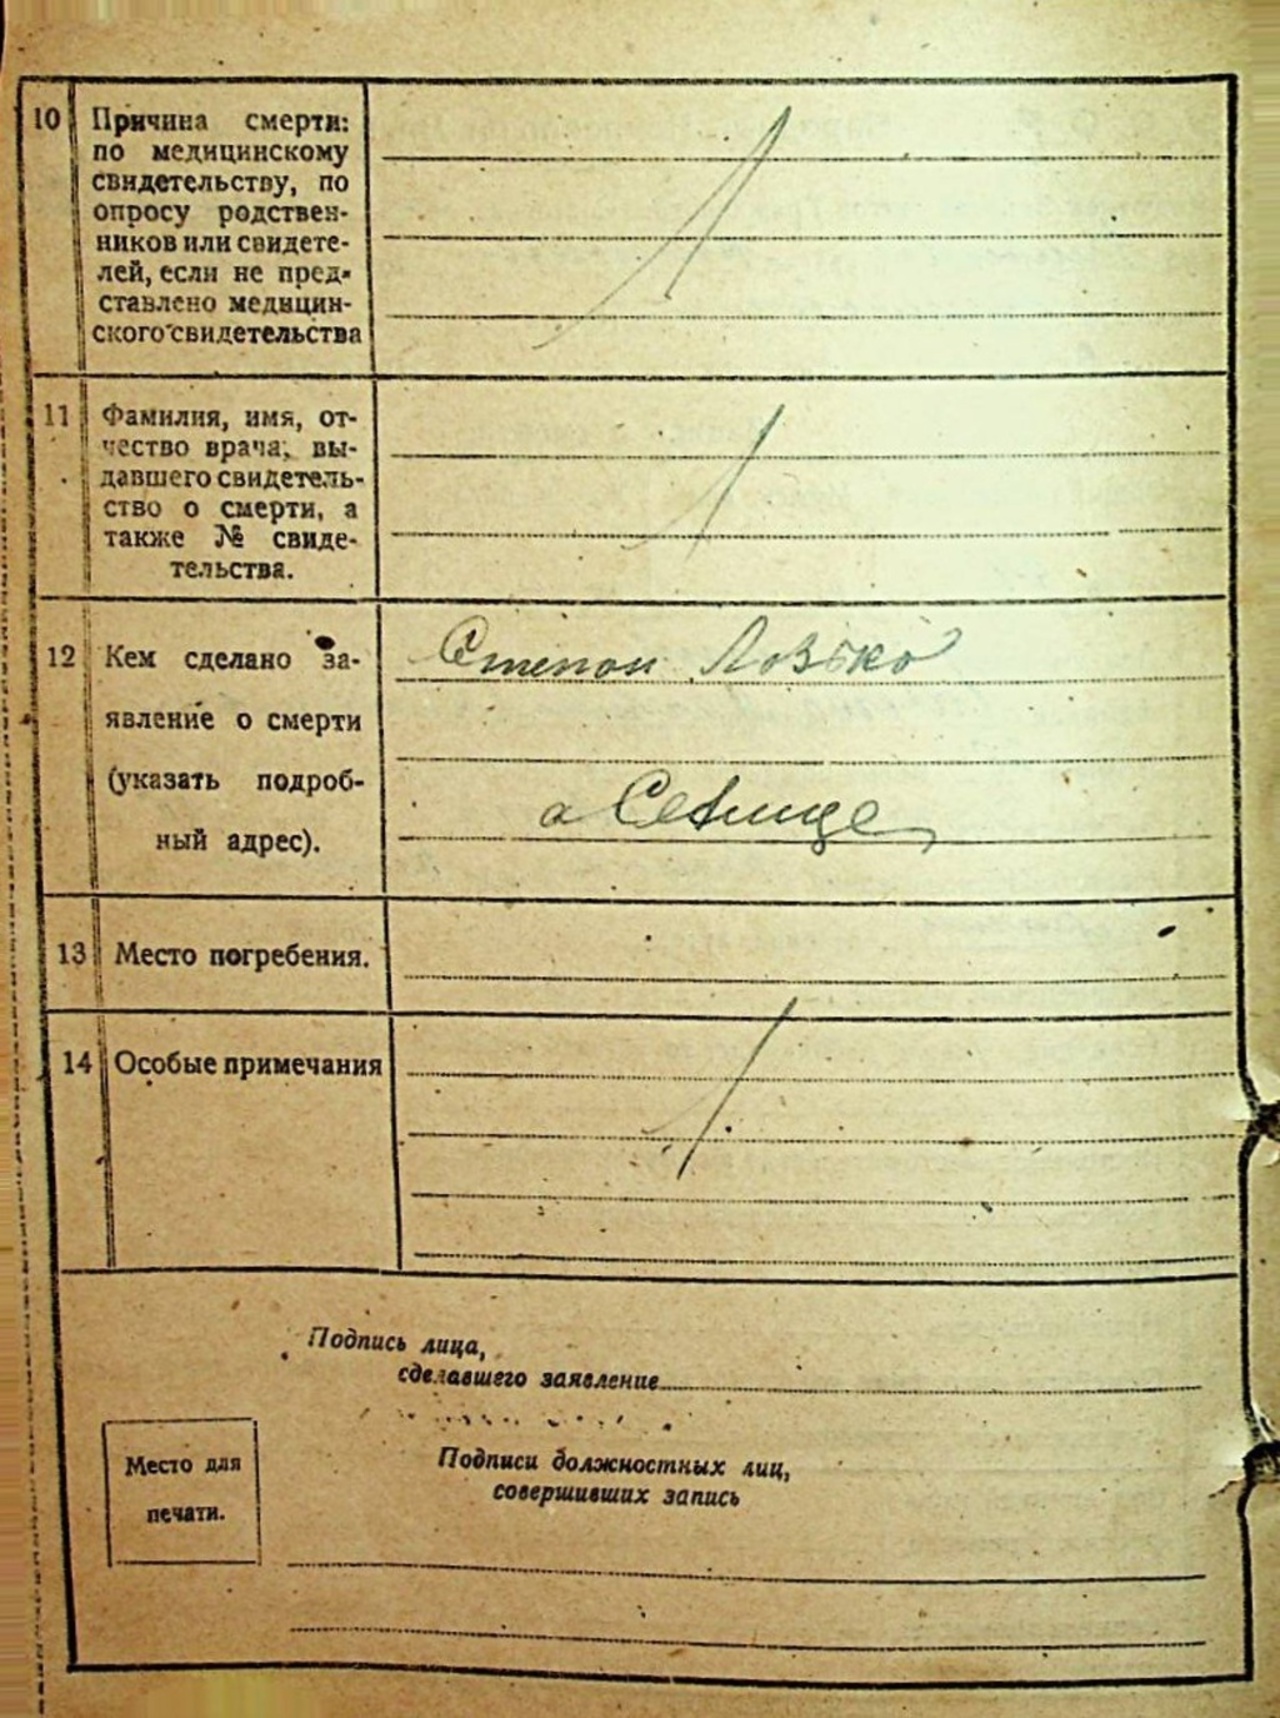 10 Причина смерти:
по медицинскому
свидетельству, по
опросу родствен-
ников или свидете-
лей, если не пред-
ставлено медицин-
ского свидетельства
11 Фамилия, имя, от-
чество врача, вы-
давшего свидетель-
ство о смерти, а
также № свиде-
тельства.
12 Кем сделано за-
явление о смерти
(указать подроб-
ный адрес).
Степан
13 Место погребения.
14 Особые примечания
Подпись лица,
сделавшего заявление
Место для
печати.
Подписи должностных лиц,
совершивших запись